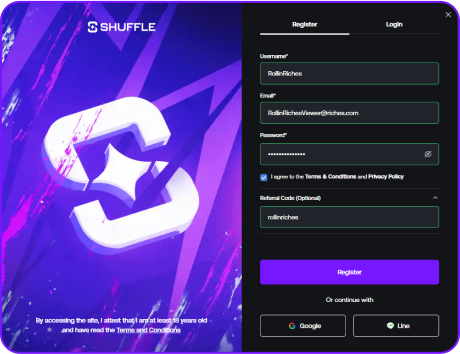 SHUFFLE
By accessing the site, I attest that I am at least 18 years old
and have read the Terms and Conditions
Register
Login
Username*
RollinRiches
Email*
RollinRichesViewer@riches.com
Password*
••••••••••••••
I agree to the Terms & Conditions and Privacy Policy
Referral Code (Optional)
rollinriches
Register
Or continue with
Google
Line